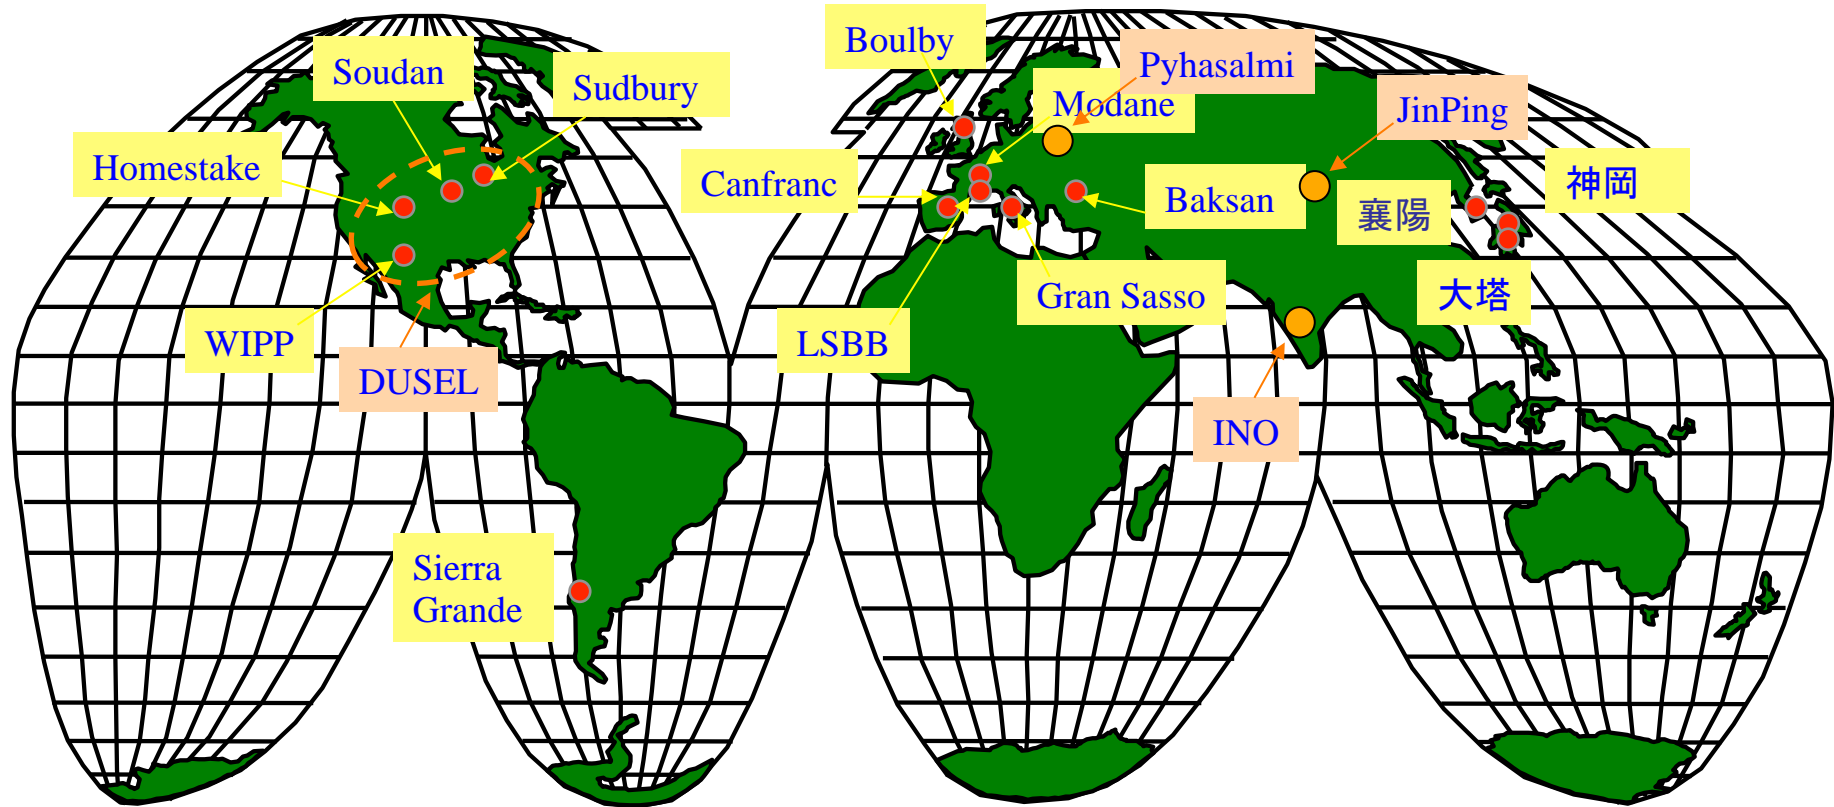 Boulby
Soudan
Sudbury
Pyhasalmi
Modane
JinPing
Homestake
Canfranc
Baksan
襄陽
神岡
WIPP
DUSEL
LSBB
Gran Sasso
大塔
INO
Sierra
Grande